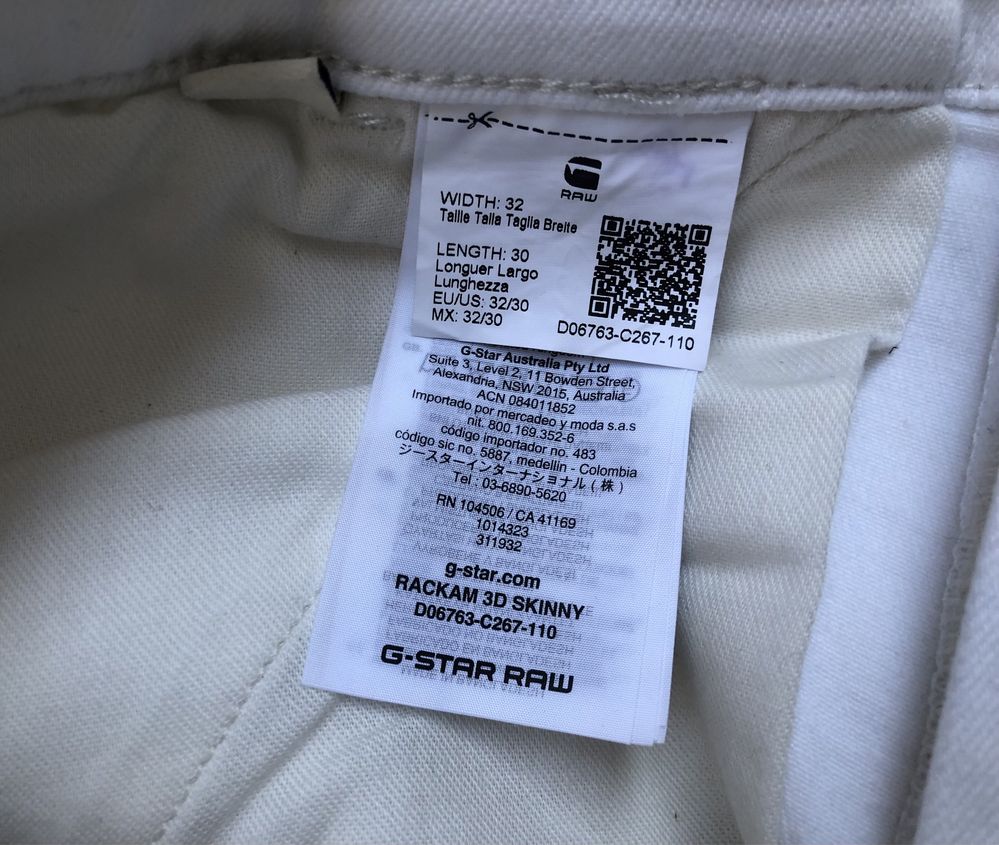 RAW
WIDTH: 32
Taille Talla Taglia Breite
LENGTH: 30
Longuer Largo
Lunghezza
EU/US: 32/30
MX: 32/30
D06763-C267-110
G-Star Australia Pty Ltd
Suite 3, Level 2, 11 Bowden Street,
Alexandria, NSW 2015, Australia
ACN 084011852
Importado por mercadeo y moda s.a.s
nit. 800.169.352-6
código importador no. 483
código sic no. 5887, medellin - Colombia
ジースターインターナショナル(株)
Tel : 03-6890-5620
RN 104506 / CA 41169
1014323
311932
g-star.com
RACKAM 3D SKINNY
D06763-C267-110
G-STAR RAW